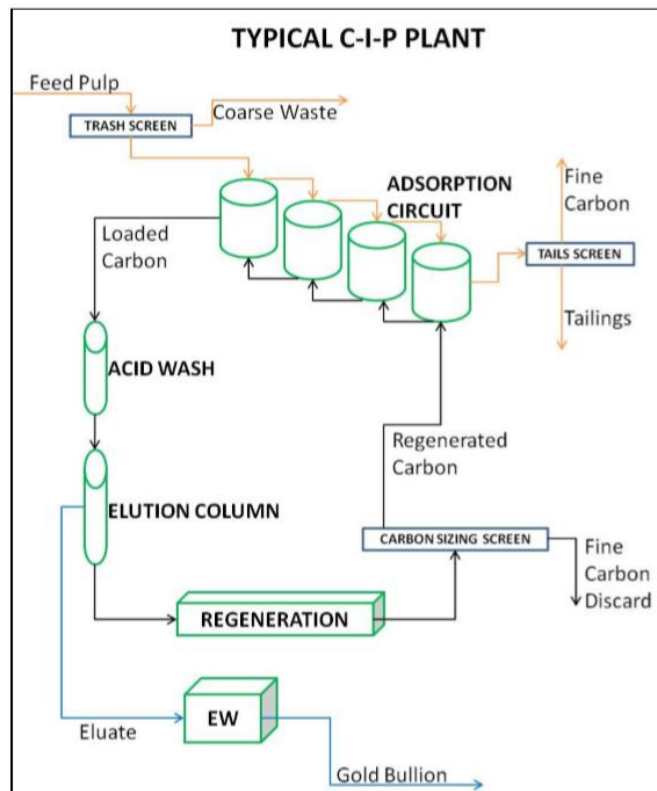 TYPICAL C-I-P PLANT
Feed Pulp
TRASH SCREEN
Coarse Waste
ADSORPTION
CIRCUIT
Fine
Carbon
Loaded
Carbon
TAILS SCREEN
Tailings
ACID WASH
Regenerated
Carbon
ELUTION COLUMN
CARBON SIZING SCREEN
Fine
Carbon
Discard
REGENERATION
EW
Eluate
Gold Bullion